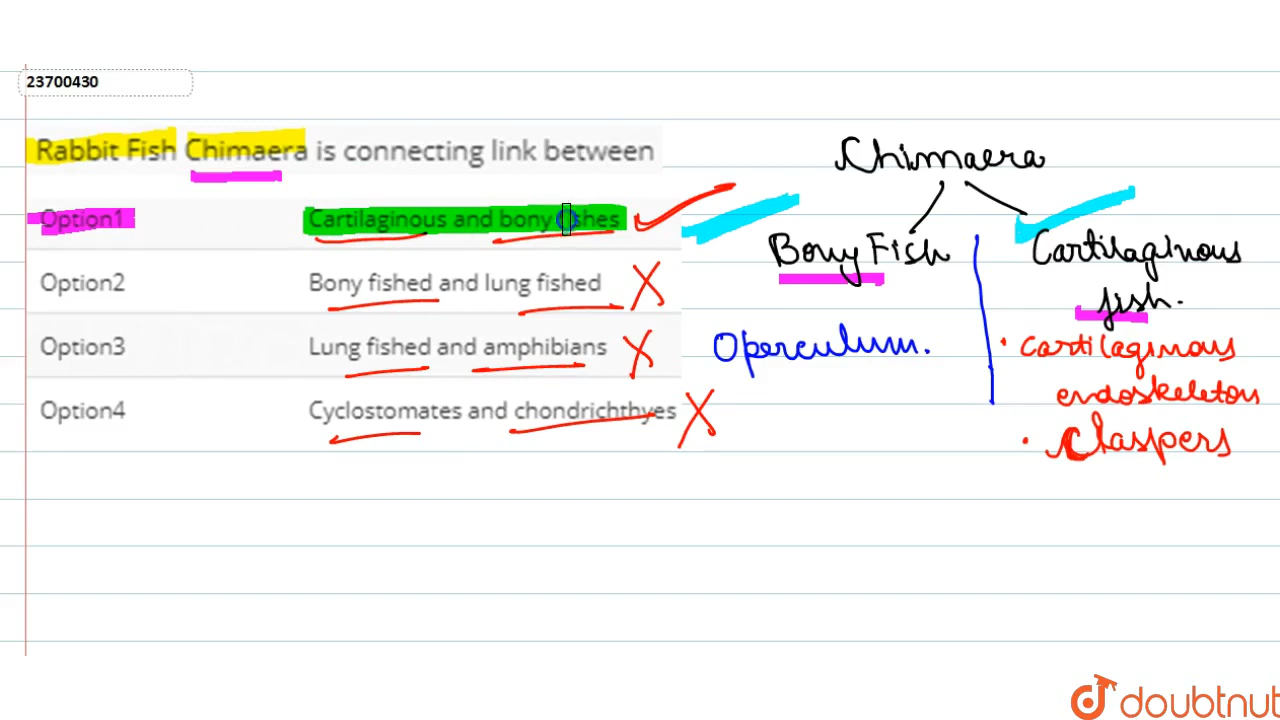 23700430
Rabbit Fish Chimaera is connecting link between
Option1 Cartilaginous and bony fishes
Option2 Bony fished and lung fished
Option3 Lung fished and amphibians
Option4 Cyclostomates and chondrichthyes
Chimaera
Bony Fish
Cartilaginous
fish.
Operculum.
• Cartilaginous
endoskeleton
• Claspers
doubtnut